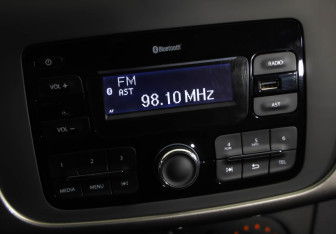 Bluetooth
FM
AST
98.10 MHz
AF
RADIO
VOL +
AST
VOL -
1 2 3
4 5 6
MEDIA MENU
TEL